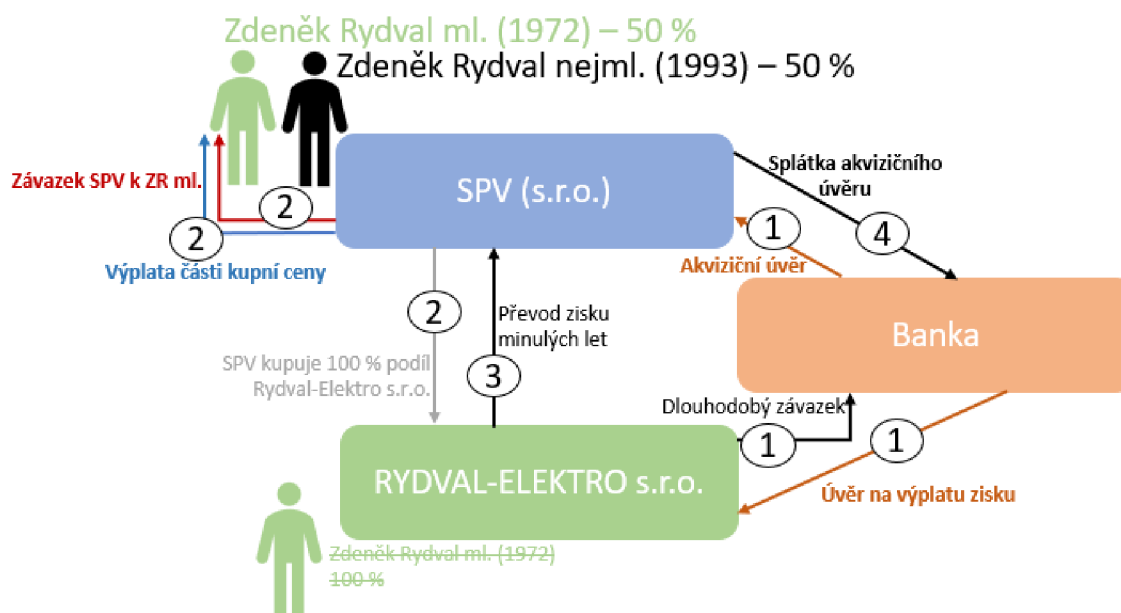 Zdeněk Rydval ml. (1972) – 50 %
Zdeněk Rydval nejml. (1993) – 50 %
Závazek SPV k ZR ml.
2
2
Výplata části kupní ceny
SPV (s.r.o.)
Splátka akvizičního
úvěru
1
4
Akviziční úvěr
2
Převod zisku
minulých let
SPV kupuje 100 % podíl
Rydval-Elektro s.r.o.
3
Banka
Dlouhodobý závazek
1
1
RYDVAL-ELEKTRO s.r.o.
Úvěr na výplatu zisku
Zdeněk Rydval ml. (1972)
100 %